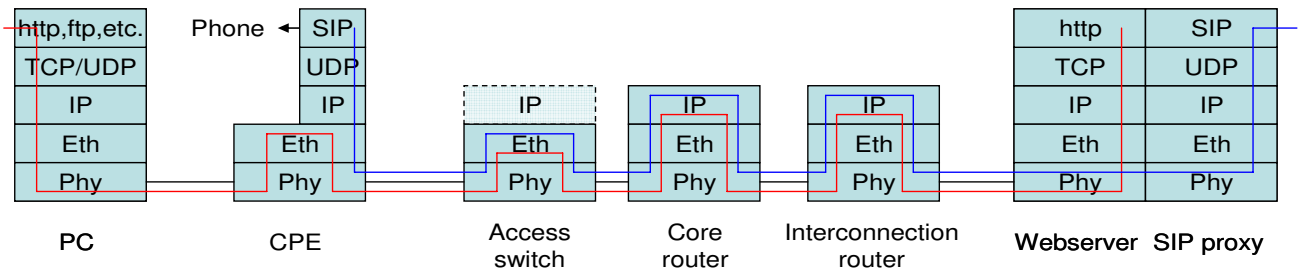 http,ftp,etc.
TCP/UDP
IP
Eth
Phy
PC
Phone
SIP
UDP
IP
Eth
Phy
CPE
IP
Eth
Phy
Access
switch
IP
Eth
Phy
Core
router
IP
Eth
Phy
Interconnection
router
http
TCP
IP
Eth
Phy
Webserver
SIP
UDP
IP
Eth
Phy
SIP proxy